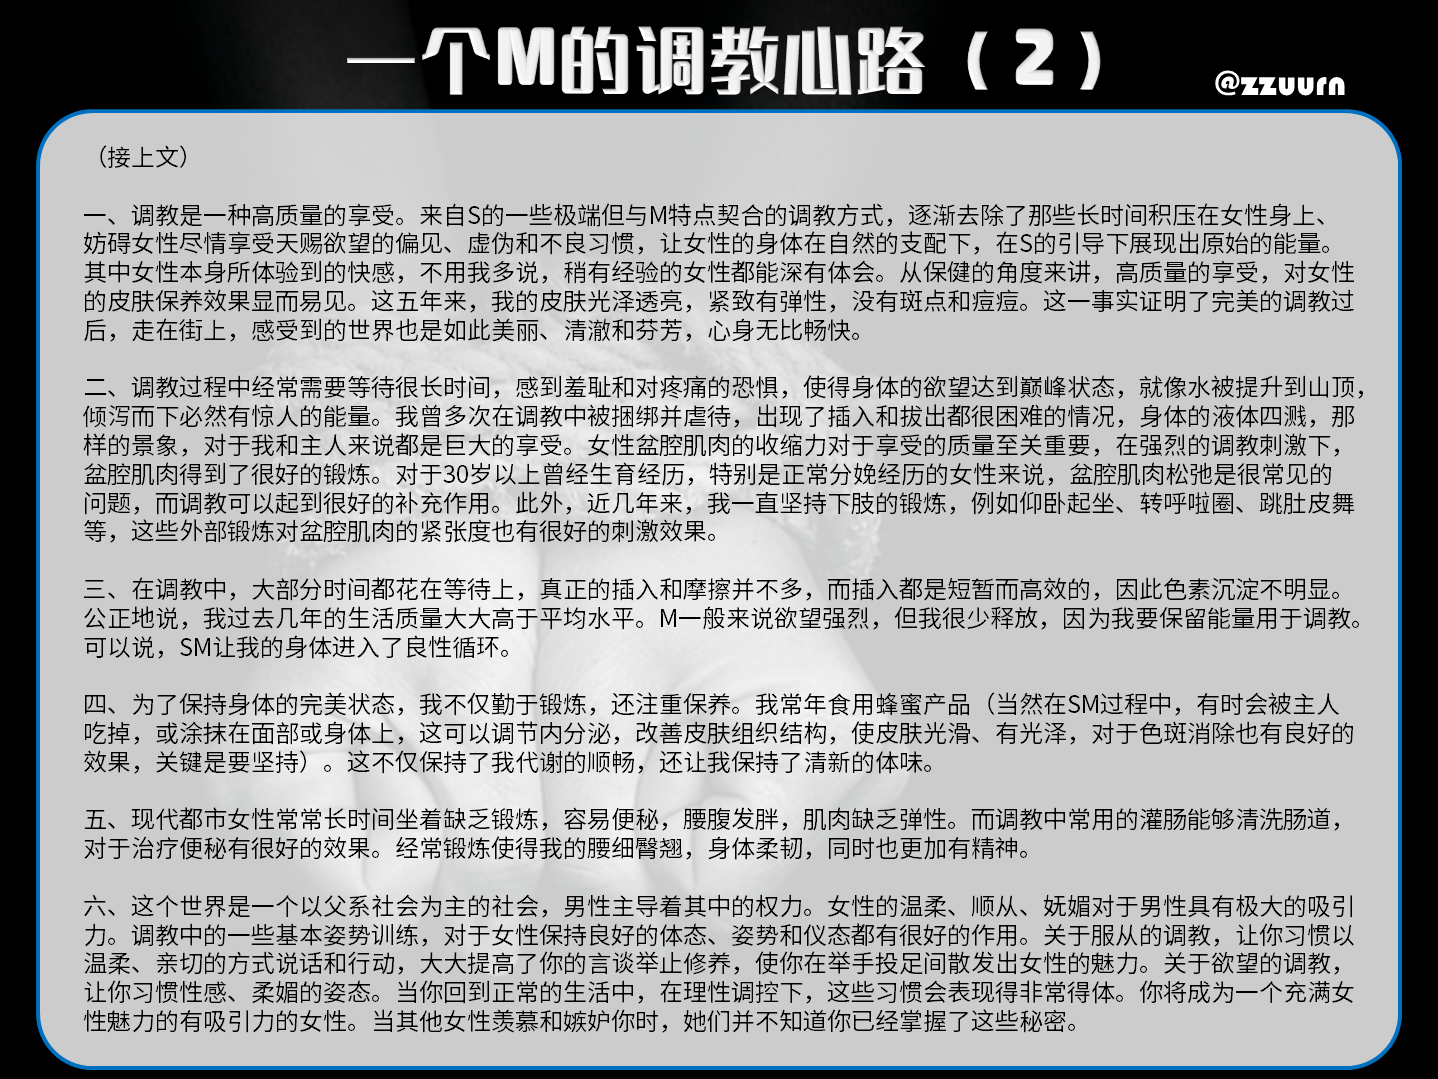 一个M的调教心路（2）
@zzuurn
（接上文）
一、调教是一种高质量的享受。来自S的一些极端但与M特点契合的调教方式，逐渐去除了那些长时间积压在女性身上、
妨碍女性尽情享受天赐欲望的偏见、虚伪和不良习惯，让女性的身体在自然的支配下，在S的引导下展现出原始的能量。
其中女性本身所体验到的快感，不用我多说，稍有经验的女性都能深有体会。从保健的角度来讲，高质量的享受，对女性
的皮肤保养效果显而易见。这五年来，我的皮肤光泽透亮，紧致有弹性，没有斑点和痘痘。这一事实证明了完美的调教过
后，走在街上，感受到的世界也是如此美丽、清澈和芬芳，心身无比畅快。
二、调教过程中经常需要等待很长时间，感到羞耻和对疼痛的恐惧，使得身体的欲望达到巅峰状态，就像水被提升到山顶，
倾泻而下必然有惊人的能量。我曾多次在调教中被捆绑并虐待，出现了插入和拔出都很困难的情况，身体的液体四溅，那
样的景象，对于我和主人来说都是巨大的享受。女性盆腔肌肉的收缩力对于享受的质量至关重要，在强烈的调教刺激下，
盆腔肌肉得到了很好的锻炼。对于30岁以上曾经生育经历，特别是正常分娩经历的女性来说，盆腔肌肉松弛是很常见的
问题，而调教可以起到很好的补充作用。此外，近几年来，我一直坚持下肢的锻炼，例如仰卧起坐、转呼啦圈、跳肚皮舞
等，这些外部锻炼对盆腔肌肉的紧张度也有很好的刺激效果。
三、在调教中，大部分时间都花在等待上，真正的插入和摩擦并不多，而插入都是短暂而高效的，因此色素沉淀不明显。
公正地说，我过去几年的生活质量大大高于平均水平。M一般来说欲望强烈，但我很少释放，因为我要保留能量用于调教。
可以说，SM让我的身体进入了良性循环。
四、为了保持身体的完美状态，我不仅勤于锻炼，还注重保养。我常年食用蜂蜜产品（当然在SM过程中，有时会被主人
吃掉，或涂抹在面部或身体上，这可以调节内分泌，改善皮肤组织结构，使皮肤光滑、有光泽，对于色斑消除也有良好的
效果，关键是要坚持）。这不仅保持了我代谢的顺畅，还让我保持了清新的体味。
五、现代都市女性常常长时间坐着缺乏锻炼，容易便秘，腰腹发胖，肌肉缺乏弹性。而调教中常用的灌肠能够清洗肠道，
对于治疗便秘有很好的效果。经常锻炼使得我的腰细臀翘，身体柔韧，同时也更加有精神。
六、这个世界是一个以父系社会为主的社会，男性主导着其中的权力。女性的温柔、顺从、妩媚对于男性具有极大的吸引
力。调教中的一些基本姿势训练，对于女性保持良好的体态、姿势和仪态都有很好的作用。关于服从的调教，让你习惯以
温柔、亲切的方式说话和行动，大大提高了你的言谈举止修养，使你在举手投足间散发出女性的魅力。关于欲望的调教，
让你习惯性感、柔媚的姿态。当你回到正常的生活中，在理性调控下，这些习惯会表现得非常得体。你将成为一个充满女
性魅力的有吸引力的女性。当其他女性羡慕和嫉妒你时，她们并不知道你已经掌握了这些秘密。